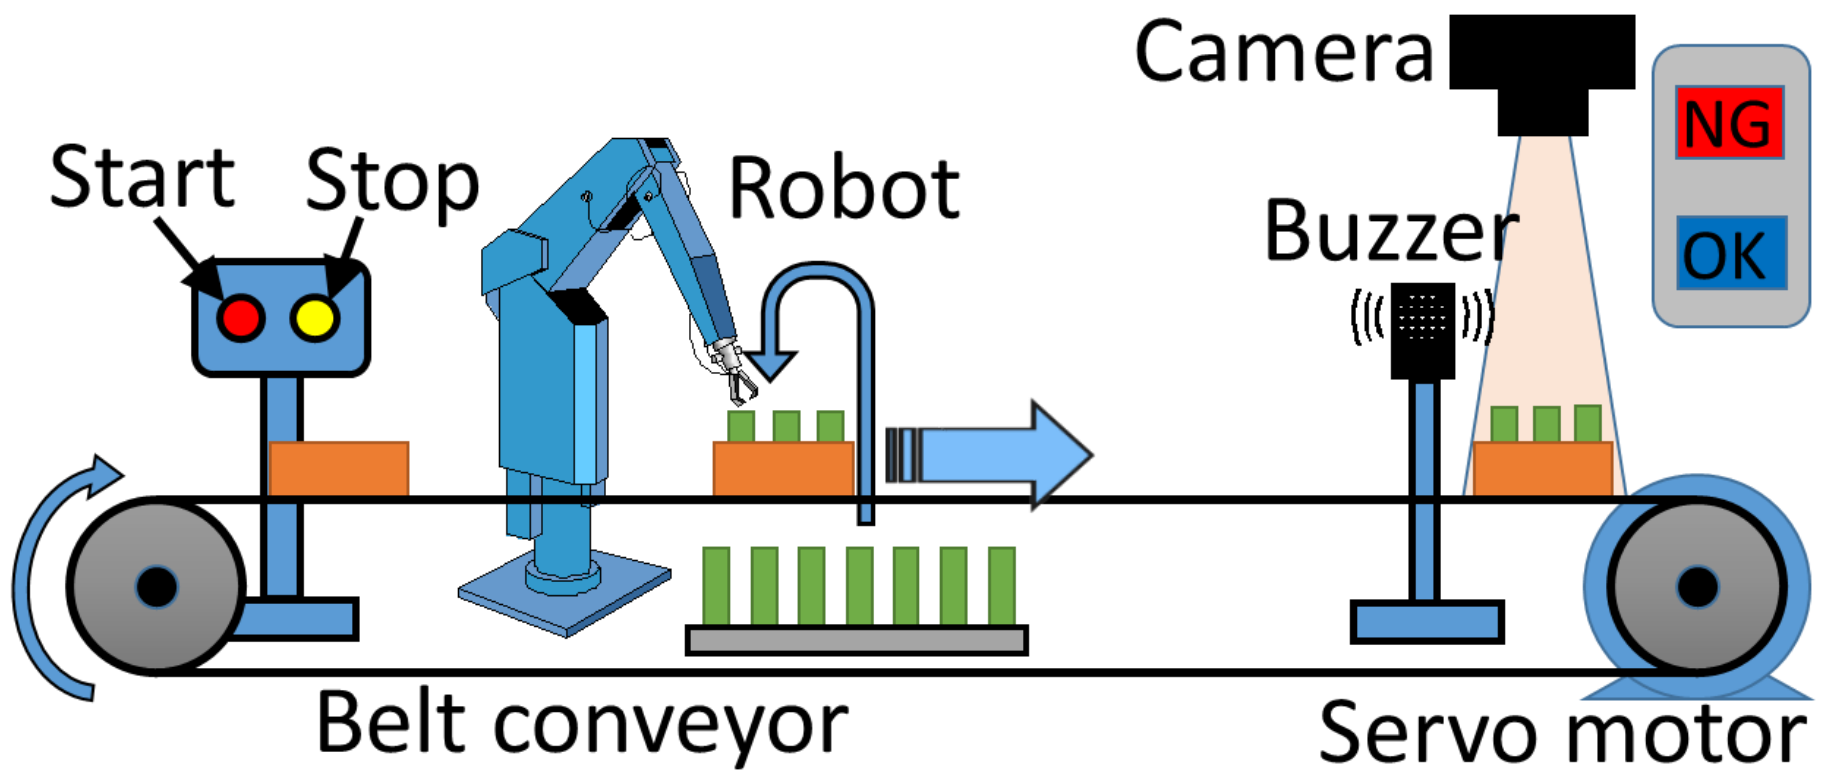 Camera
NG
Start
Stop
Robot
Buzzer
OK
Belt conveyor
Servo motor